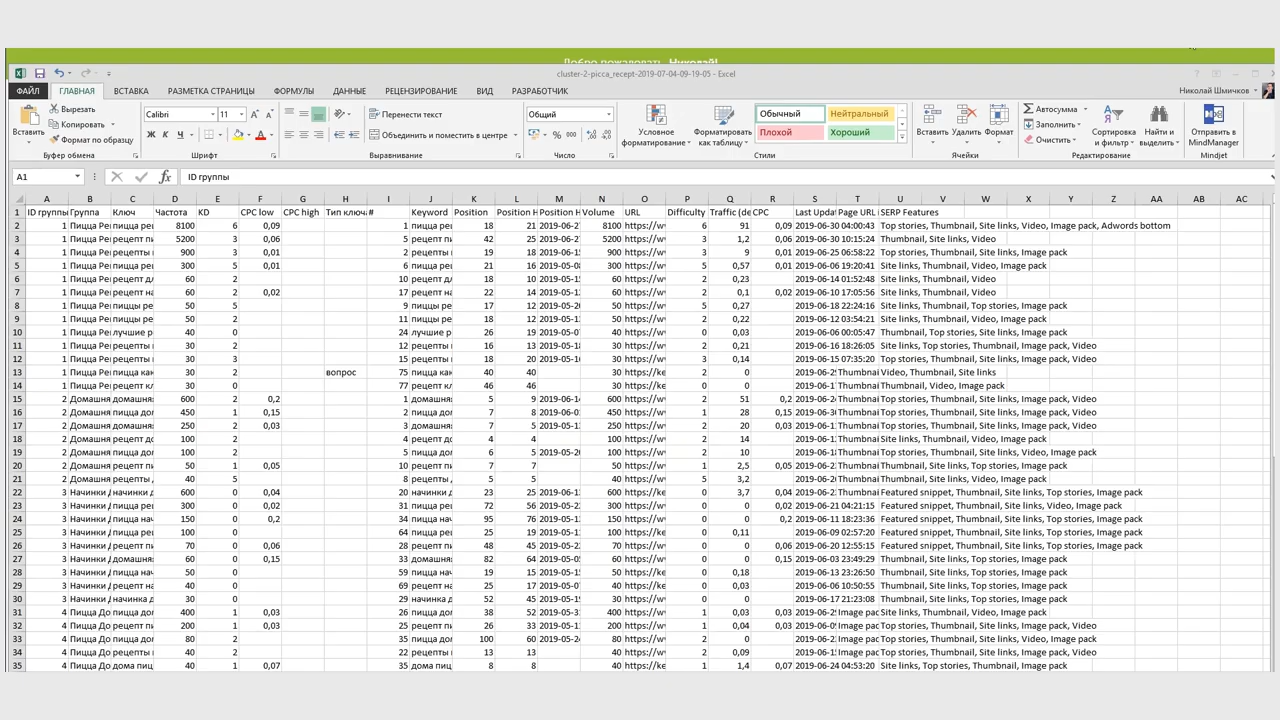 Добро пожаловать, Николай!
cluster-2-picca_recept-2019-07-04-09-19-05 - Excel
ФАЙЛ ГЛАВНАЯ ВСТАВКА РАЗМЕТКА СТРАНИЦЫ ФОРМУЛЫ ДАННЫЕ РЕЦЕНЗИРОВАНИЕ ВИД РАЗРАБОТЧИК Николай Шмичков
Вставить Вырезать Копировать Формат по образцу Буфер обмена
Calibri 11 Ж К Ч Шрифт
Перенести текст Объединить и поместить в центре Выравнивание
Общий % 000 Число
Условное форматирование Форматировать как таблицу Обычный Нейтральный Плохой Хороший Стили
Вставить Удалить Формат Ячейки
Автосумма Заполнить Очистить Сортировка и фильтр Найти и выделить Редактирование
Отправить в MindManager Mindjet
A1 fx ID группы
A B C D E F G H I J K L M N O P Q R S T U V W X Y Z AA AB AC
1 ID группы Группа Ключ Частота KD CPC low CPC high Тип ключа # Keyword Position Position H Position H Volume URL Difficulty Traffic (de CPC Last Updat Page URL SERP Features
2 1 Пицца Ре пицца ре 8100 6 0,09 1 пицца ре 18 21 2019-06-2 8100 https://w 6 91 0,09 2019-06-30 04:00:43 Top stories, Thumbnail, Site links, Video, Image pack, Adwords bottom
3 1 Пицца Ре рецепт п 5200 3 0,06 5 рецепт п 42 25 2019-06-2 5200 https://w 3 1,2 0,06 2019-06-30 10:15:24 Thumbnail, Site links, Video
4 1 Пицца Ре рецепты 900 3 0,01 2 рецепты 19 18 2019-06-1 900 https://w 3 9 0,01 2019-06-25 06:58:22 Top stories, Thumbnail, Site links, Image pack
5 1 Пицца Ре пицца ре 300 5 0,01 6 пицца ре 21 16 2019-05-0 300 https://w 5 0,57 0,01 2019-06-06 19:20:41 Site links, Thumbnail, Video, Image pack
6 1 Пицца Ре рецепт д 60 2 10 рецепт д 18 10 2019-05-1 60 https://w 2 0,23 2019-06-14 01:52:48 Site links, Thumbnail, Video
7 1 Пицца Ре рецепт на 60 2 0,02 17 рецепт на 22 14 2019-05-1 60 https://w 2 0,1 0,02 2019-06-10 17:05:56 Site links, Thumbnail, Video
8 1 Пицца Ре пиццы ре 50 5 9 пиццы ре 18 11 2019-05-2 50 https://w 5 0,27 2019-06-18 22:24:16 Site links, Thumbnail, Top stories, Image pack
9 1 Пицца Ре пиццы ре 50 2 11 пиццы ре 18 12 2019-05-1 50 https://w 2 0,22 2019-06-12 03:54:21 Site links, Thumbnail, Image pack
10 1 Пицца Ре лучшие р 40 0 24 лучшие р 26 19 2019-05-0 40 https://w 0 0,03 2019-06-06 00:05:47 Thumbnail, Top stories, Site links, Image pack
11 1 Пицца Ре рецепты 30 2 12 рецепты 16 13 2019-05-1 30 https://w 2 0,21 2019-06-16 18:26:05 Site links, Top stories, Thumbnail, Image pack, Video
12 1 Пицца Ре рецепты 30 3 15 рецепты 18 20 2019-05-1 30 https://w 3 0,14 2019-06-15 07:35:20 Top stories, Site links, Thumbnail, Image pack, Video
13 1 Пицца Ре пицца как 30 2 вопрос 75 пицца как 40 40 30 https://ke 2 0 2019-06-2 Thumbnai Video, Thumbnail, Site links
14 1 Пицца Ре рецепт кл 30 0 77 рецепт кл 46 46 30 https://ke 0 0 2019-06-1 Thumbnai Thumbnail, Video, Image pack
15 2 Домашня домашня 600 2 0,2 1 домашня 5 9 2019-06-1 600 https://w 2 51 0,2 2019-06-2 Thumbnai Site links, Top stories, Thumbnail, Image pack, Video
16 2 Домашня пицца до 450 1 0,15 2 пицца до 7 8 2019-06-0 450 https://w 1 28 0,15 2019-06-3 Thumbnai Site links, Top stories, Thumbnail, Image pack, Video
17 2 Домашня домашня 250 2 0,03 3 домашня 7 5 2019-05-1 250 https://w 2 20 0,03 2019-06-1 Thumbnai Site links, Top stories, Thumbnail, Image pack, Video
18 2 Домашня рецепт до 100 2 4 рецепт до 4 4 100 https://w 2 14 2019-06-1 Thumbnai Site links, Thumbnail, Video, Image pack
19 2 Домашня пицца до 100 2 5 пицца до 6 5 2019-05-2 100 https://w 2 10 2019-06-1 Thumbnai Site links, Top stories, Thumbnail, Video, Image pack
20 2 Домашня рецепт п 50 1 0,05 10 рецепт п 7 7 50 https://w 1 2,5 0,05 2019-06-2 Thumbnai Site links, Thumbnail, Top stories, Image pack
21 2 Домашня рецепты 40 5 8 рецепты 5 5 40 https://w 5 3,2 2019-06-2 Thumbnai Site links, Thumbnail, Video, Image pack
22 3 Начинки начинки 600 0 0,04 20 начинки 23 25 2019-06-1 600 https://ke 0 3,7 0,04 2019-06-2 Thumbnai Featured snippet, Thumbnail, Site links, Top stories, Image pack
23 3 Начинки пицца ре 300 0 0,02 31 пицца ре 72 56 2019-05-2 300 https://w 0 0 0,02 2019-06-21 04:21:15 Featured snippet, Thumbnail, Site links, Video, Image pack
24 3 Начинки пицца нач 150 0 0,2 34 пицца нач 95 76 2019-05-1 150 https://w 0 0 0,2 2019-06-11 18:23:36 Featured snippet, Thumbnail, Site links, Top stories, Image pack
25 3 Начинки пицца ре 100 0 64 пицца ре 25 19 2019-05-1 100 https://w 0 0,11 2019-06-09 02:57:20 Featured snippet, Thumbnail, Site links, Image pack
26 3 Начинки рецепт п 70 0 0,06 28 рецепт п 48 49 2019-05-2 70 https://w 0 0 0,06 2019-06-20 12:55:15 Featured snippet, Thumbnail, Site links, Top stories, Image pack
27 3 Начинки домашня 60 0 0,15 33 домашня 82 64 2019-05-0 60 https://w 0 0 0,15 2019-06-03 23:49:29 Thumbnail, Site links, Top stories, Image pack
28 3 Начинки пицца нач 50 0 59 пицца нач 19 15 2019-05-1 50 https://ke 0 0,18 2019-06-13 23:26:50 Thumbnail, Site links, Top stories, Image pack
29 3 Начинки рецепт на 40 0 69 рецепт на 25 17 2019-05-0 40 https://w 0 0,03 2019-06-06 10:50:55 Thumbnail, Site links, Top stories, Image pack
30 3 Начинки начинка 30 0 29 начинка 52 45 2019-05-1 30 https://w 0 0 2019-06-17 21:23:08 Thumbnail, Site links, Top stories, Image pack
31 4 Пицца До пицца до 400 1 0,03 26 пицца до 38 52 2019-06-0 400 https://w 1 0,03 0,03 2019-06-0 Image pac Site links, Thumbnail, Video, Image pack
32 4 Пицца До рецепт п 200 1 0,03 25 рецепт п 26 33 2019-05-1 200 https://w 1 0,04 0,03 2019-06-1 Image pac Site links, Top stories, Thumbnail, Image pack
33 4 Пицца До пицца до 80 2 35 пицца до 100 60 2019-05-2 80 https://w 2 0 2019-06-1 Image pac Site links, Top stories, Thumbnail, Video, Image pack
34 4 Пицца До рецепты 40 2 22 рецепты 13 13 40 https://w 2 0,09 2019-06-1 Image pac Top stories, Site links, Thumbnail, Image pack
35 4 Пицца До дома пиц 40 1 0,07 35 дома пиц 8 8 40 https://ke 1 1,4 0,07 2019-06-24 04:53:20 Site links, Top stories, Thumbnail, Image pack